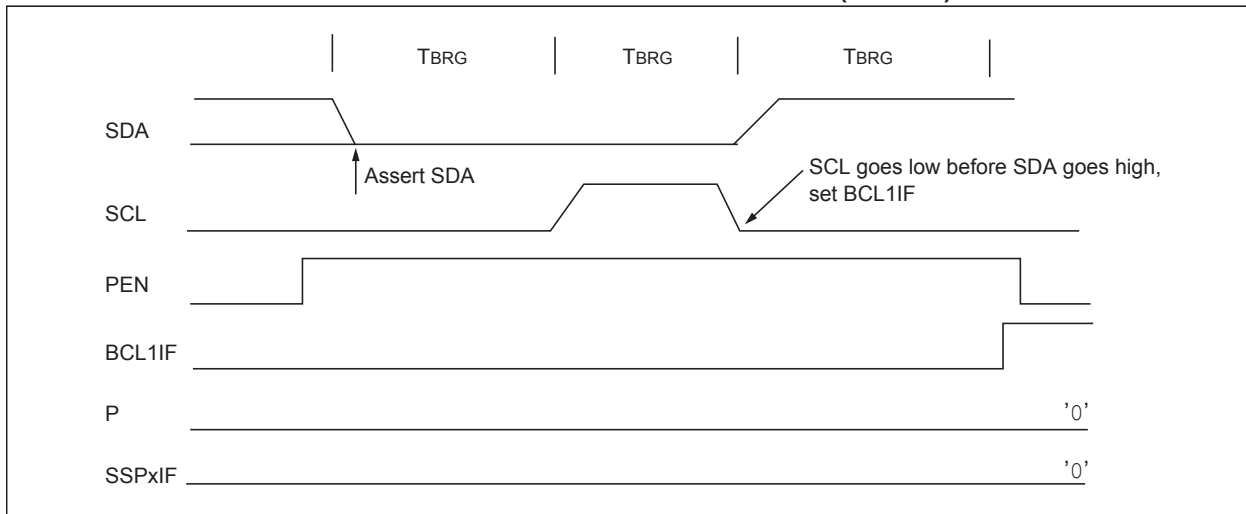 TBRG TBRG TBRG
SDA
Assert SDA
SCL goes low before SDA goes high,
set BCL1IF
SCL
PEN
BCL1IF
P '0'
SSPxIF '0'